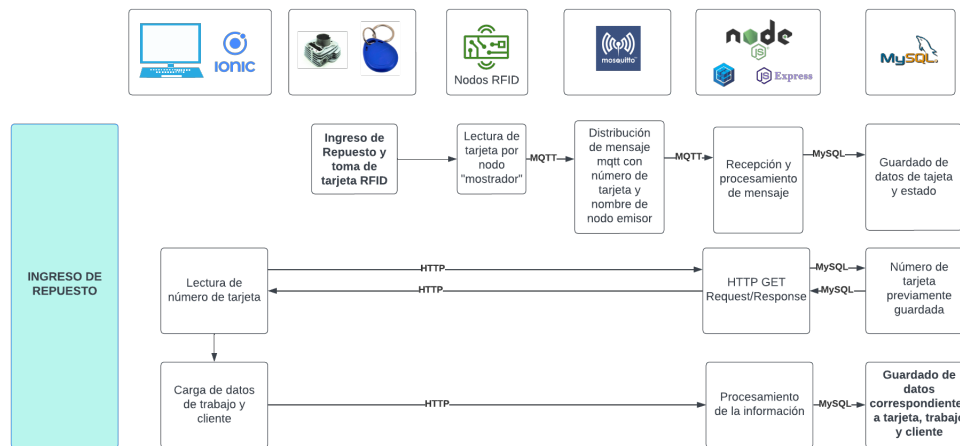 IONIC
Nodos RFID
mosquitto
node
JS
JS Express
MySQL
INGRESO DE
REPUESTO
Ingreso de
Repuesto y
toma de
tarjeta RFID
Lectura de
tarjeta por
nodo
"mostrador"
MQTT
Distribución
de mensaje
mqtt con
número de
tarjeta y
nombre de
nodo emisor
MQTT
Recepción y
procesamiento
de mensaje
MySQL
Guardado de
datos de tajeta
y estado
Lectura de
número de tarjeta
HTTP
HTTP
HTTP GET
Request/Response
MySQL
MySQL
Número de
tarjeta
previamente
guardada
Carga de datos
de trabajo y
cliente
HTTP
Procesamiento
de la información
MySQL
Guardado de
datos
correspondiente
a tarjeta, trabajo
y cliente